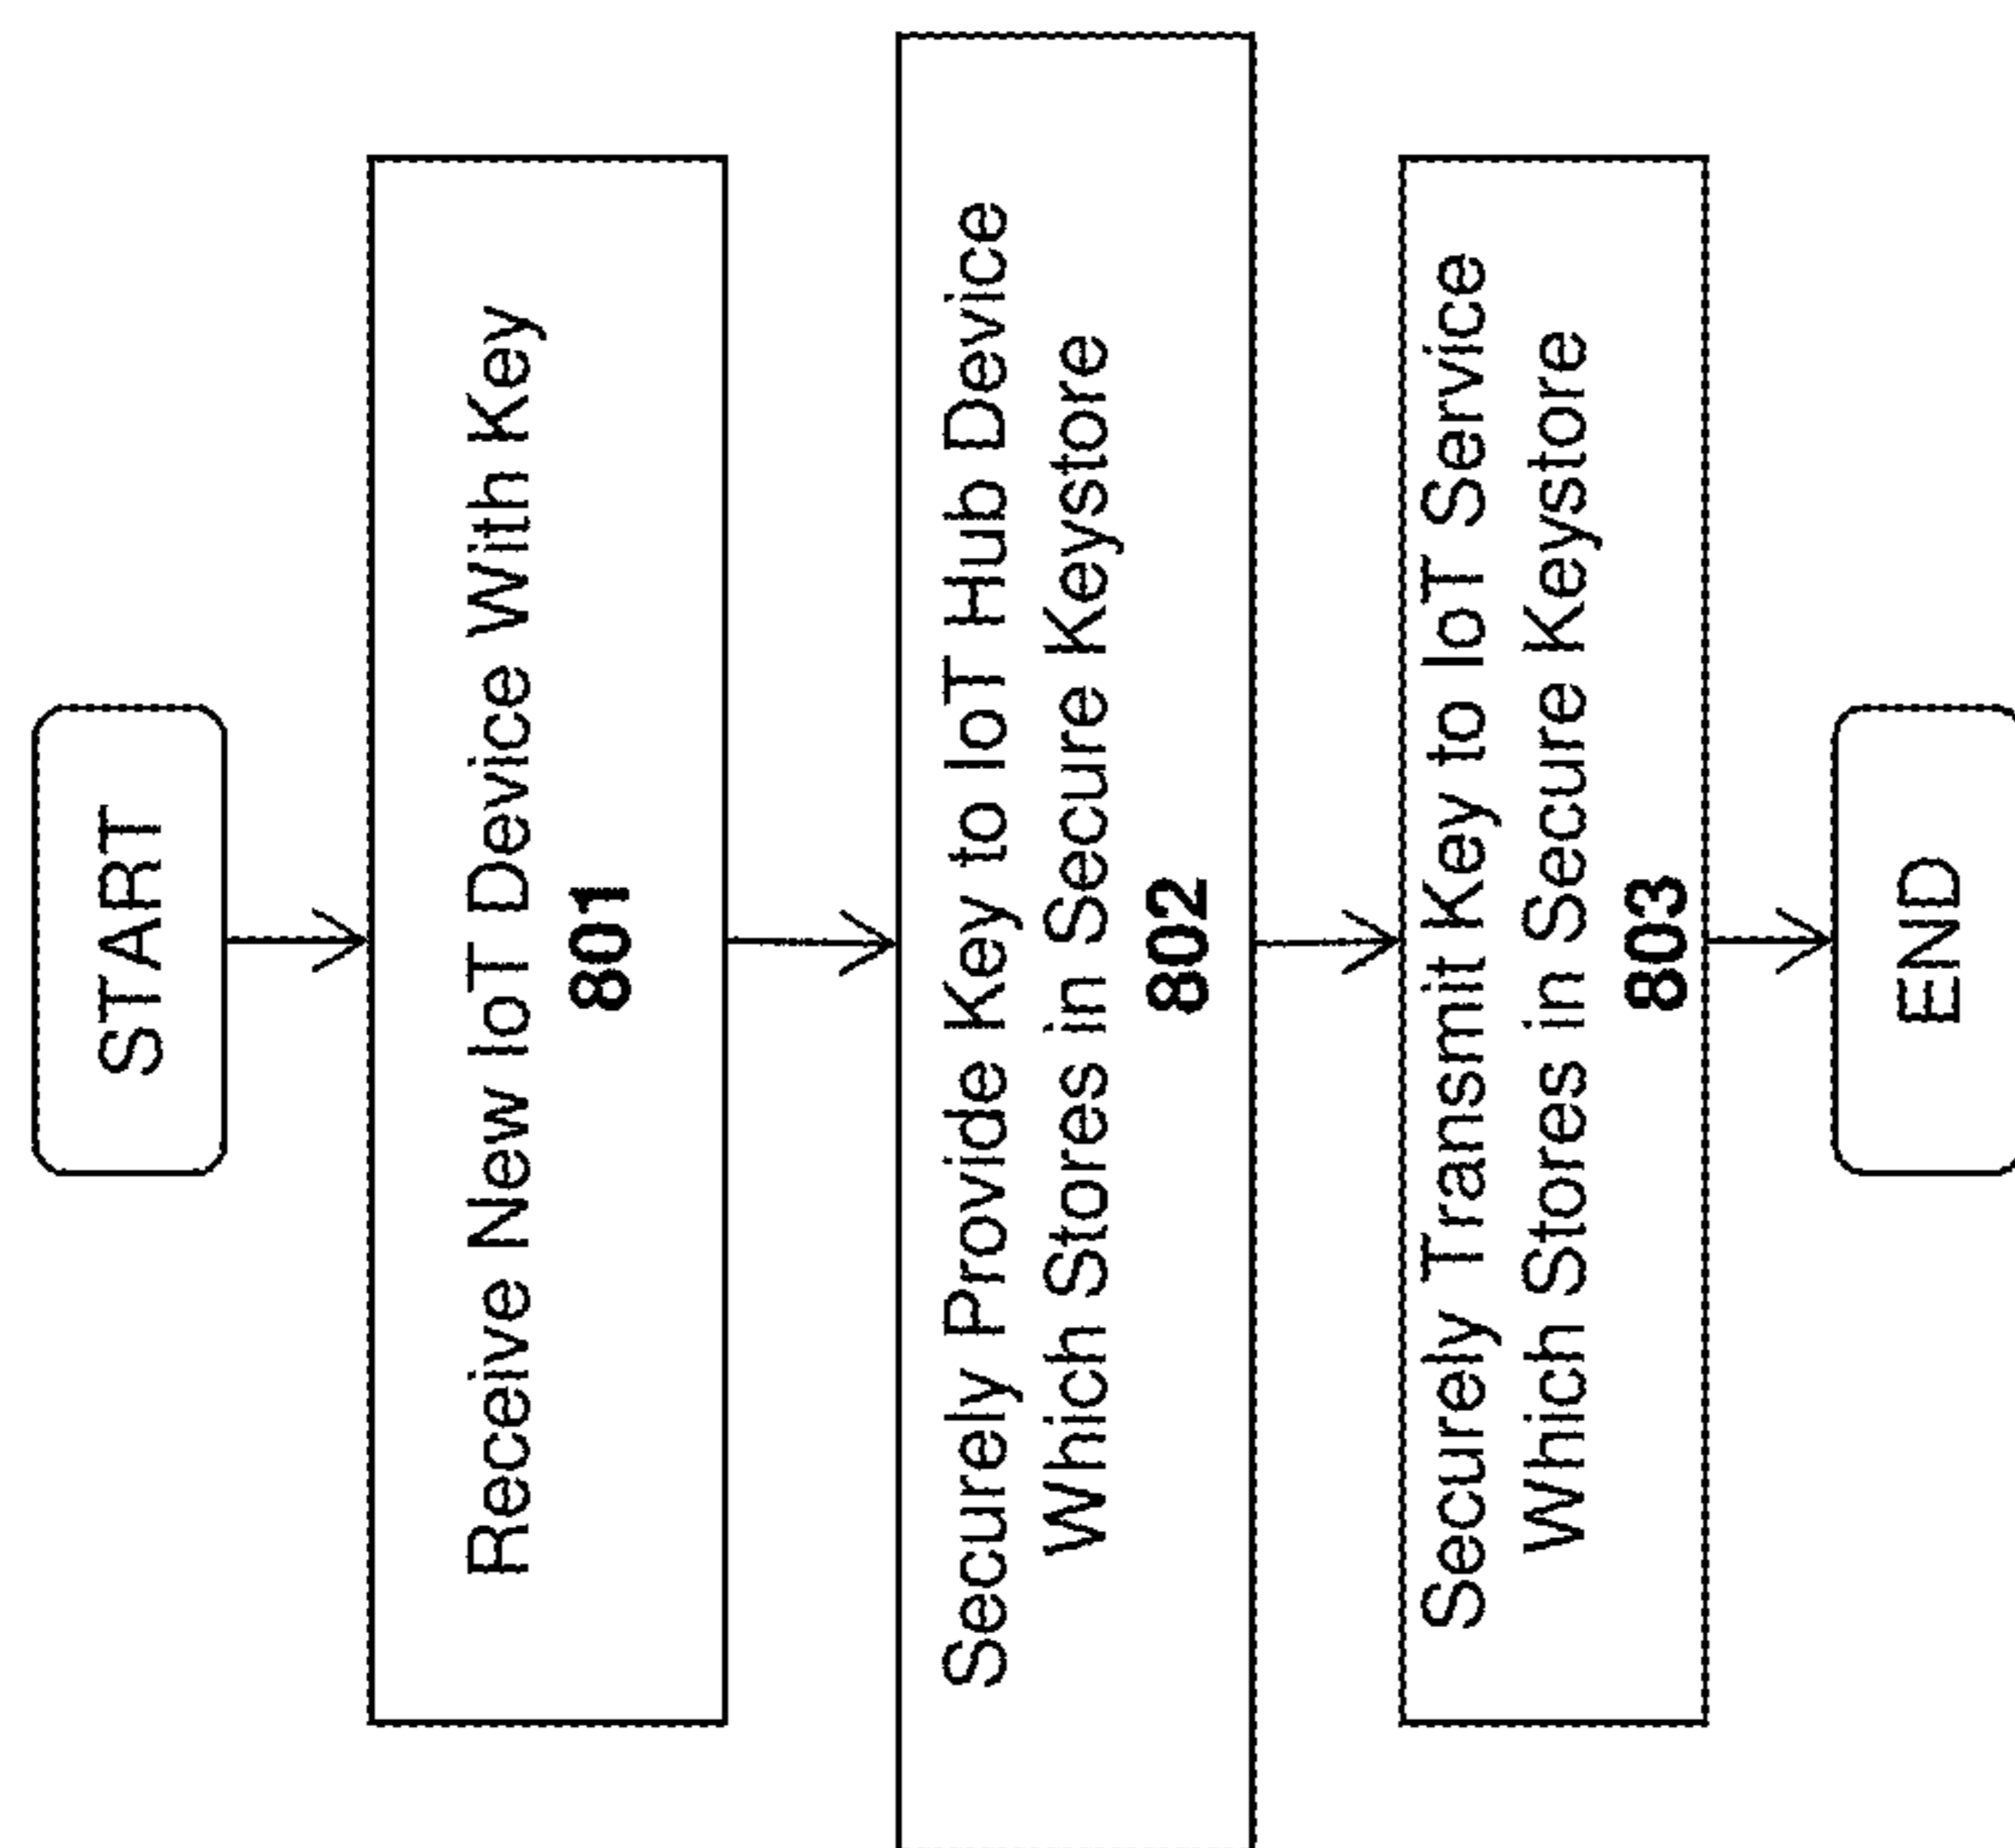 START
Receive New IoT Device With Key
801
Securely Provide Key to IoT Hub Device
Which Stores in Secure Keystore
802
Securely Transmit Key to IoT Service
Which Stores in Secure Keystore
803
END